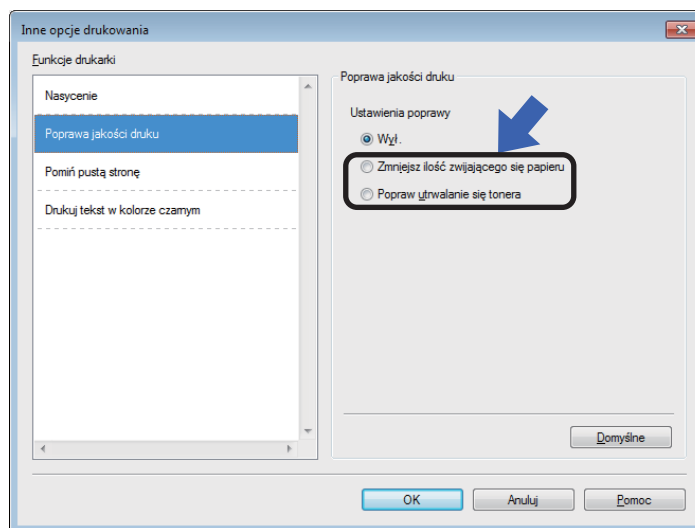 Inne opcje drukowania
Funkcje drukarki
Nasycenie
Poprawa jakości druku
Pomiń pustą stronę
Drukuj tekst w kolorze czarnym
Poprawa jakości druku
Ustawienia poprawy
Wył.
Zmniejsz ilość zwijającego się papieru
Popraw utrwalanie się tonera
Domyślne
OK
Anuluj
Pomoc